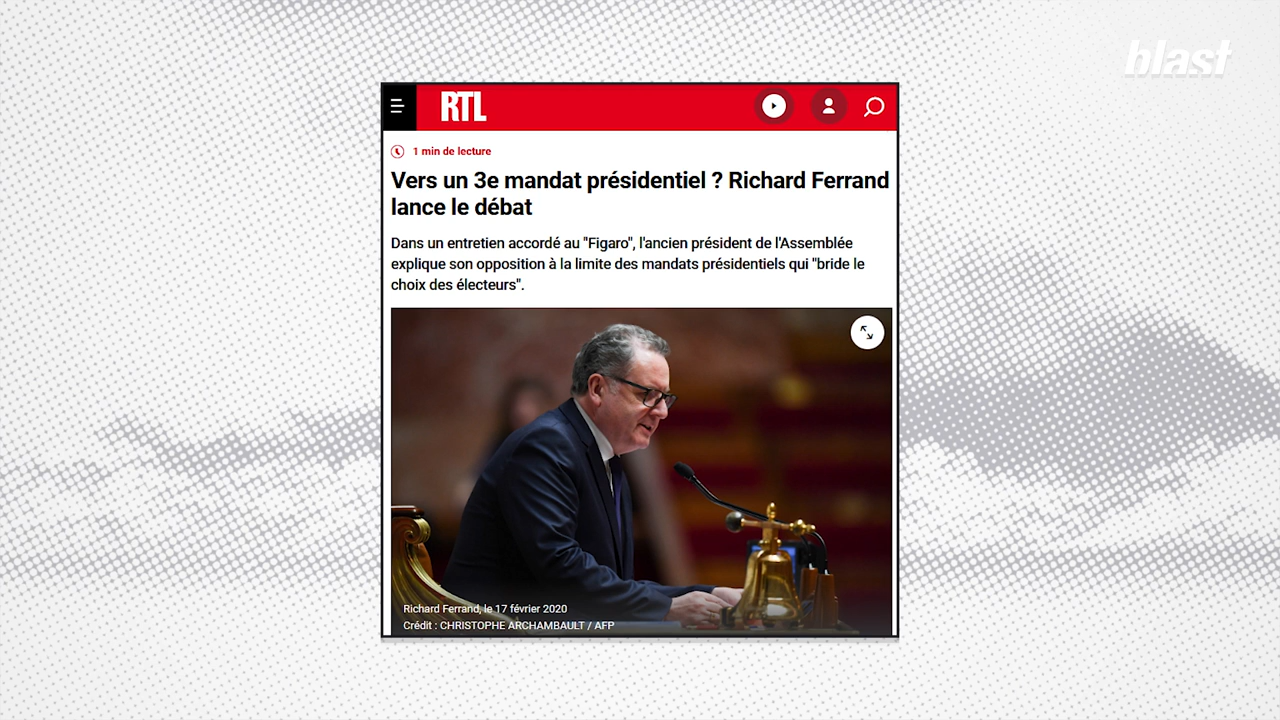 blast
RTL
1 min de lecture
Vers un 3e mandat présidentiel ? Richard Ferrand
lance le débat
Dans un entretien accordé au "Figaro", l'ancien président de l'Assemblée
explique son opposition à la limite des mandats présidentiels qui "bride le
choix des électeurs".
Richard Ferrand, le 17 février 2020
Crédit : CHRISTOPHE ARCHAMBAULT / AFP